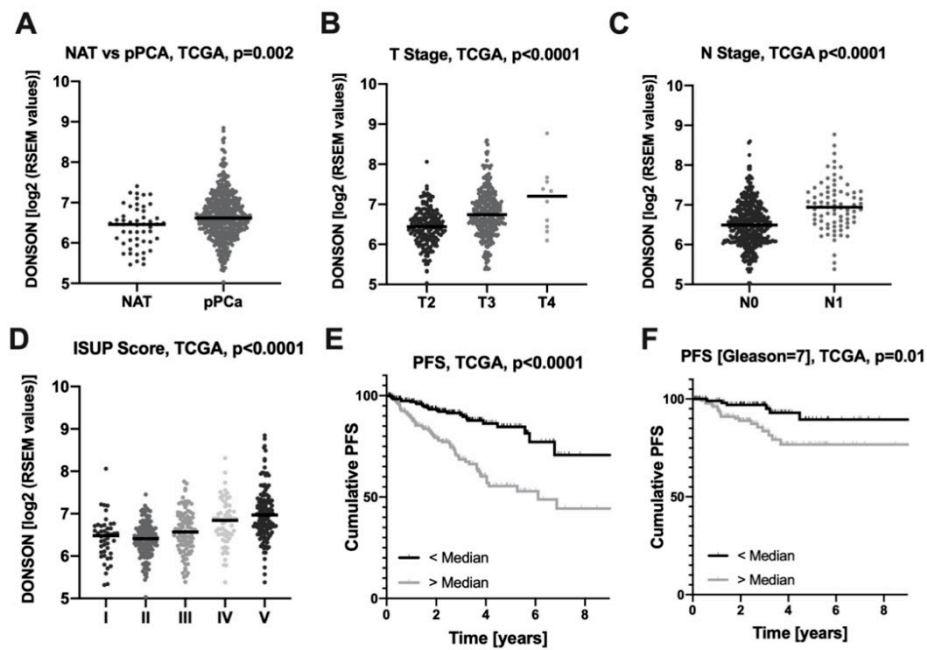 A
NAT vs pPCA, TCGA, p=0.002
DONSON [log2 (RSEM values)]
10
9
8
7
6
5
NAT
pPCa
B
T Stage, TCGA, p<0.0001
DONSON [log2 (RSEM values)]
10
9
8
7
6
5
T2
T3
T4
C
N Stage, TCGA p<0.0001
DONSON [log2 (RSEM values)]
10
9
8
7
6
5
N0
N1
D
ISUP Score, TCGA, p<0.0001
DONSON [log2 (RSEM values)]
10
9
8
7
6
5
I
II
III
IV
V
E
PFS, TCGA, p<0.0001
Cumulative PFS
100
50
0
< Median
> Median
0
2
4
6
8
Time [years]
F
PFS [Gleason=7], TCGA, p=0.01
Cumulative PFS
100
50
0
< Median
> Median
0
2
4
6
8
Time [years]